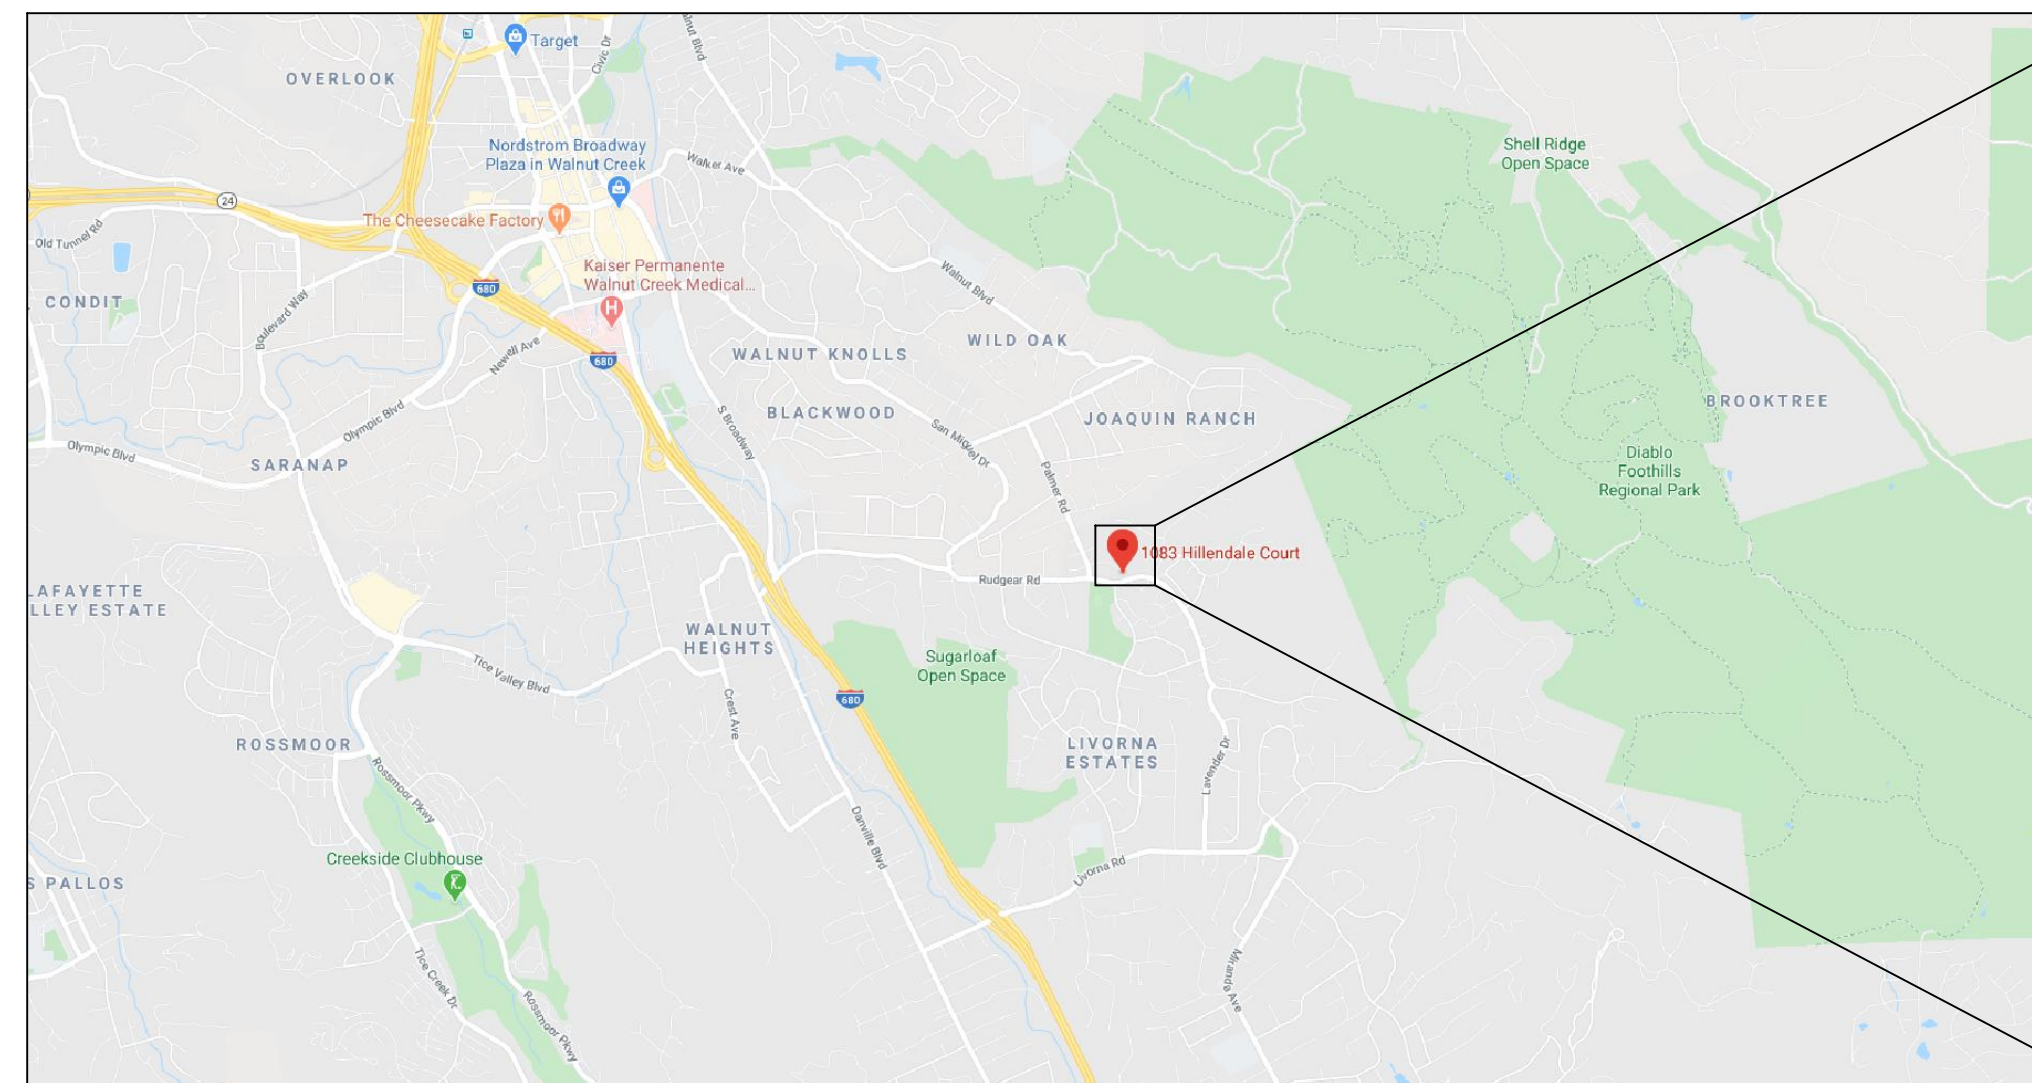 Target
Civic Dr
Walnut Blvd
OVERLOOK
Nordstrom Broadway
Plaza in Walnut Creek
Walker Ave
Shell Ridge
Open Space
24
The Cheesecake Factory
Old Tunnel Rd
Kaiser Permanente
Walnut Creek Medical...
680
Walnut Blvd
CONDIT
Boulevard Way
Newell Ave
680
WALNUT KNOLLS
WILD OAK
BLACKWOOD
JOAQUIN RANCH
BROOKTREE
Olympic Blvd
Olympic Blvd
S Broadway
San Miguel Dr
SARANAP
Palmer Rd
Diablo
Foothills
Regional Park
1083 Hillendale Court
Rudgear Rd
LAFAYETTE
LLEY ESTATE
WALNUT
HEIGHTS
Sugarloaf
Open Space
Tice Valley Blvd
Crest Ave
680
ROSSMOOR
LIVORNA
ESTATES
Lavender Dr
Rossmoor Pkwy
Danville Blvd
Creekside Clubhouse
Livorna Rd
S PALLOS
Tice Creek Dr
Miranda Ave
Rossmoor Pkwy